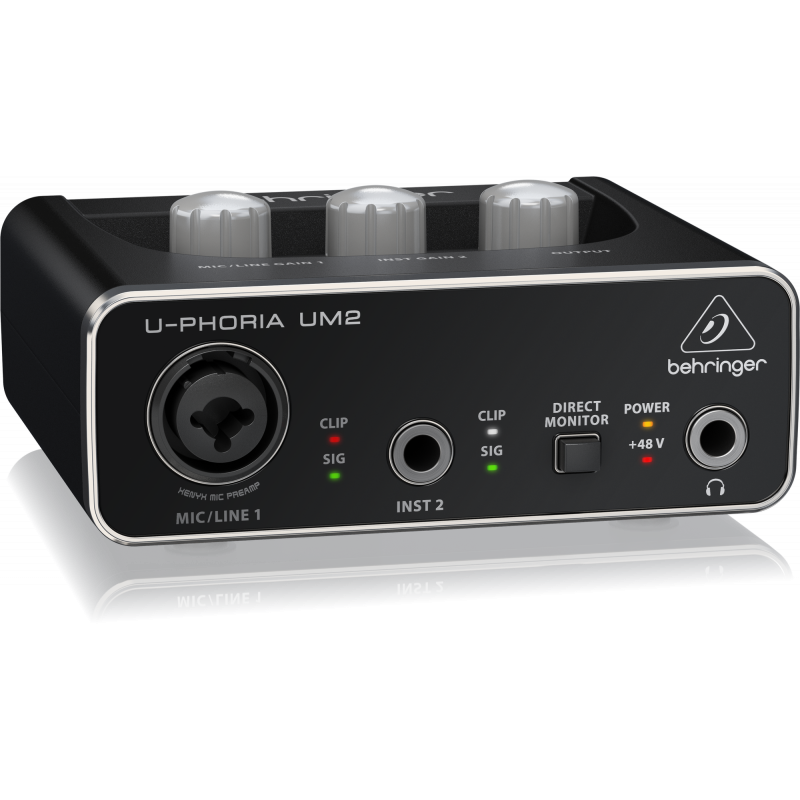 behringer
MIC/LINE GAIN 1
INST GAIN 2
OUTPUT
U-PHORIA UM2
behringer
CLIP
SIG
XENYX MIC PREAMP
MIC/LINE 1
INST 2
CLIP
SIG
DIRECT
MONITOR
POWER
+48 V